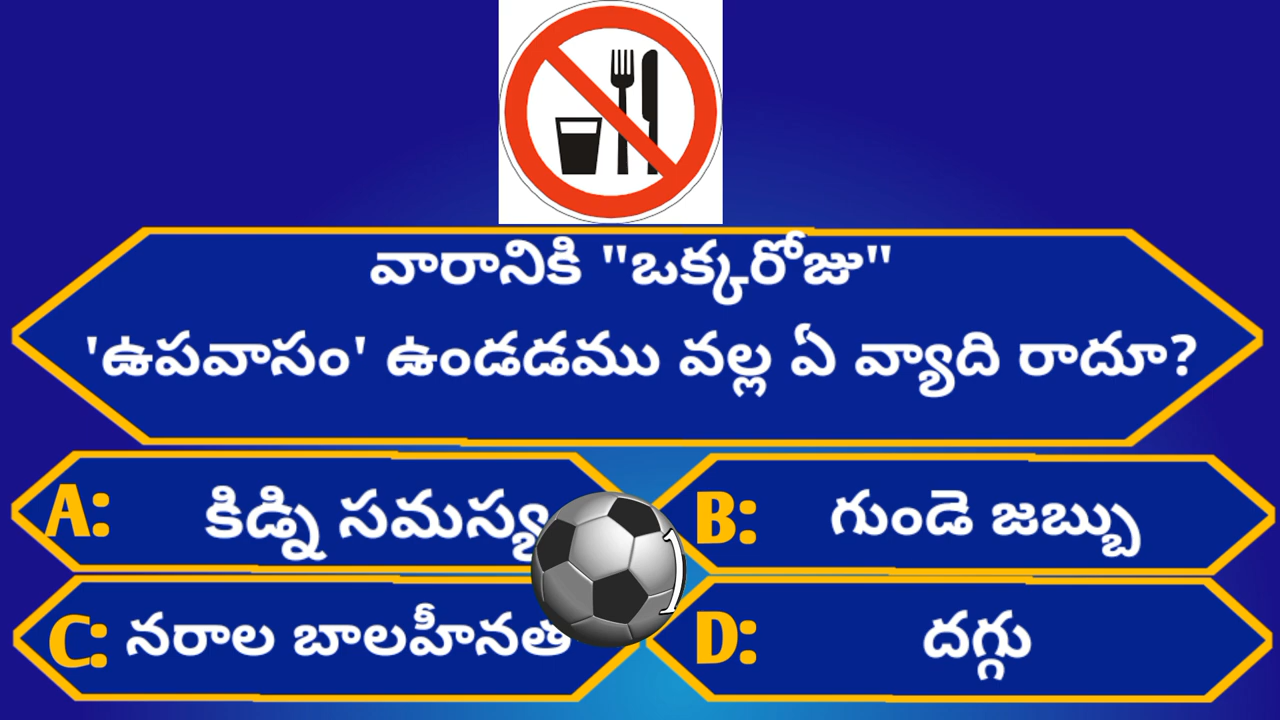 వారానికి "ఒక్కరోజు"
'ఉపవాసం' ఉండడము వల్ల ఏ వ్యాది రాదూ?
A: కిడ్ని సమస్య
B: గుండె జబ్బు
C: నరాల బాలహీనత
D: దగ్గు